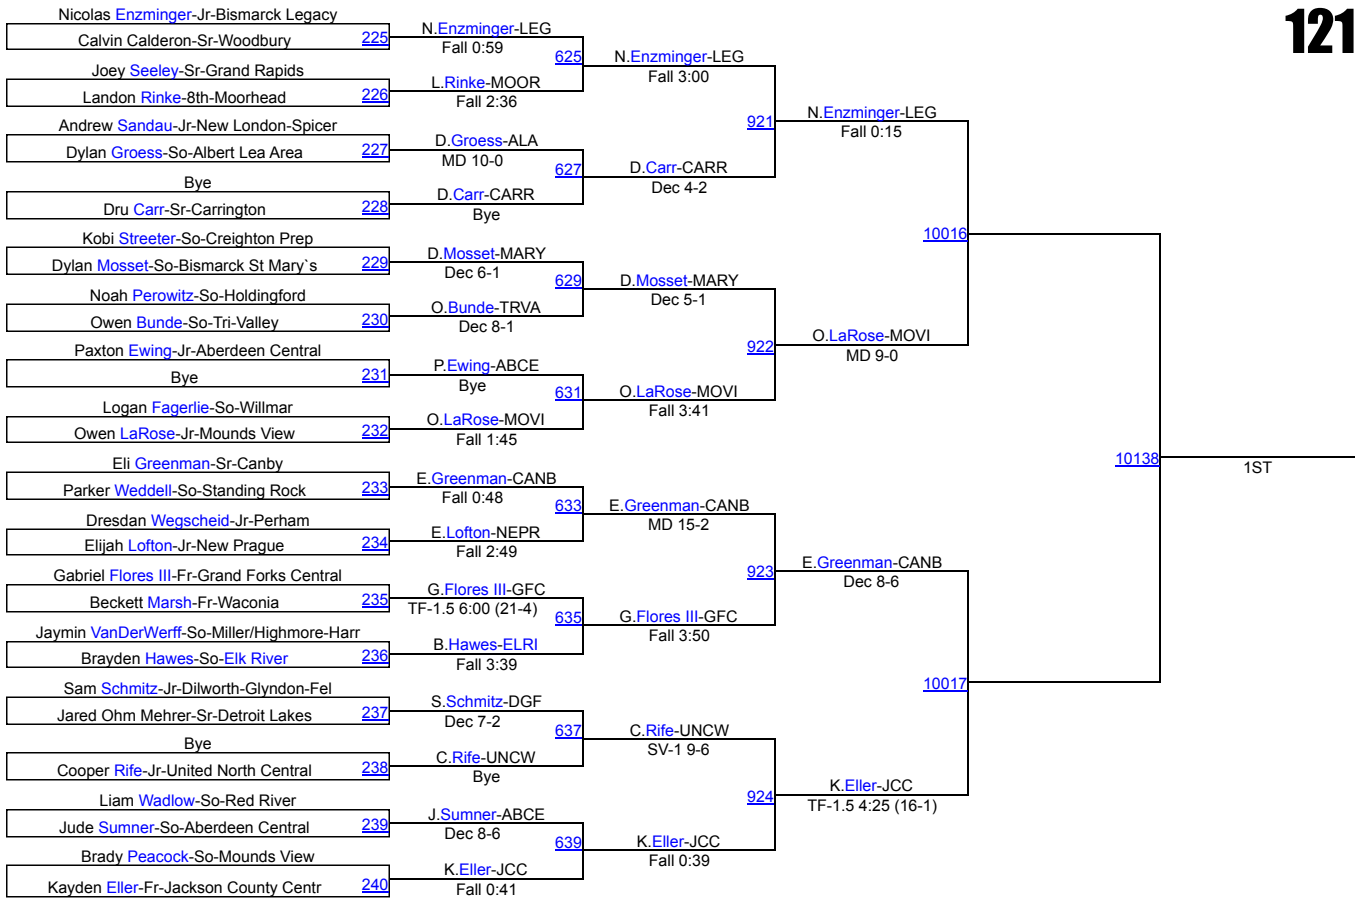 121
Nicolas Enzminger-Jr-Bismarck Legacy
Calvin Calderon-Sr-Woodbury 225
Joey Seeley-Sr-Grand Rapids
Landon Rinke-8th-Moorhead 226
Andrew Sandau-Jr-New London-Spicer
Dylan Groess-So-Albert Lea Area 227
Bye
Dru Carr-Sr-Carrington 228
Kobi Streeter-So-Creighton Prep
Dylan Mosset-So-Bismarck St Mary`s 229
Noah Perowitz-So-Holdingford
Owen Bunde-So-Tri-Valley 230
Paxton Ewing-Jr-Aberdeen Central
Bye 231
Logan Fagerlie-So-Willmar
Owen LaRose-Jr-Mounds View 232
Eli Greenman-Sr-Canby
Parker Weddell-So-Standing Rock 233
Dresdan Wegscheid-Jr-Perham
Elijah Lofton-Jr-New Prague 234
Gabriel Flores III-Fr-Grand Forks Central
Beckett Marsh-Fr-Waconia 235
Jaymin VanDerWerff-So-Miller/Highmore-Harr
Brayden Hawes-So-Elk River 236
Sam Schmitz-Jr-Dilworth-Glyndon-Fel
Jared Ohm Mehrer-Sr-Detroit Lakes 237
Bye
Cooper Rife-Jr-United North Central 238
Liam Wadlow-So-Red River
Jude Sumner-So-Aberdeen Central 239
Brady Peacock-So-Mounds View
Kayden Eller-Fr-Jackson County Centr 240
N.Enzminger-LEG
Fall 0:59
625
L.Rinke-MOOR
Fall 2:36
D.Groess-ALA
MD 10-0
627
D.Carr-CARR
Bye
D.Mosset-MARY
Dec 6-1
629
O.Bunde-TRVA
Dec 8-1
P.Ewing-ABCE
Bye
631
O.LaRose-MOVI
Fall 1:45
E.Greenman-CANB
Fall 0:48
633
E.Lofton-NEPR
Fall 2:49
G.Flores III-GFC
TF-1.5 6:00 (21-4)
635
B.Hawes-ELRI
Fall 3:39
S.Schmitz-DGF
Dec 7-2
637
C.Rife-UNCW
Bye
J.Sumner-ABCE
Dec 8-6
639
K.Eller-JCC
Fall 0:41
N.Enzminger-LEG
Fall 3:00
921
D.Carr-CARR
Dec 4-2
D.Mosset-MARY
Dec 5-1
922
O.LaRose-MOVI
Fall 3:41
E.Greenman-CANB
MD 15-2
923
G.Flores III-GFC
Fall 3:50
C.Rife-UNCW
SV-1 9-6
924
K.Eller-JCC
Fall 0:39
N.Enzminger-LEG
Fall 0:15
10016
O.LaRose-MOVI
MD 9-0
E.Greenman-CANB
Dec 8-6
10017
K.Eller-JCC
TF-1.5 4:25 (16-1)
10138
1ST